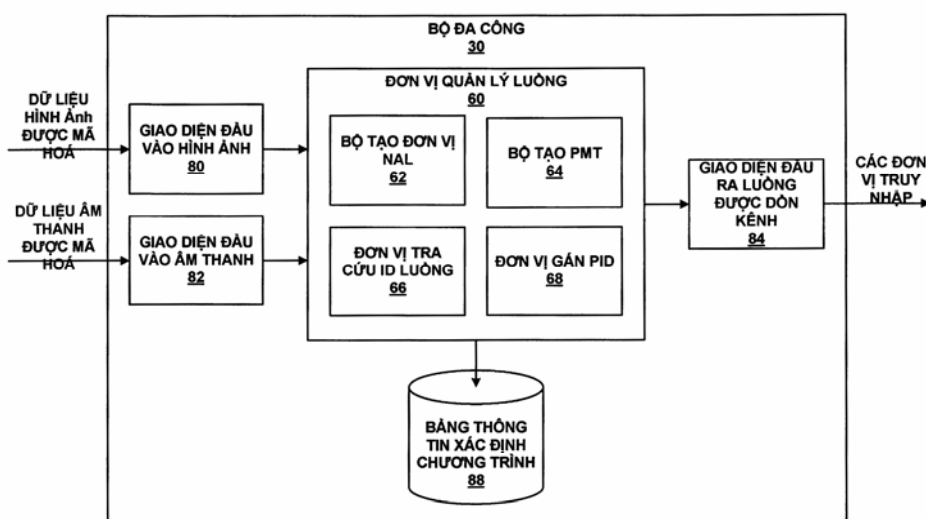 BỘ ĐA CÔNG
30
ĐƠN VỊ QUẢN LÝ LUỒNG
60
DỮ LIỆU
HÌNH Ảnh
ĐƯỢC MÃ
HOÁ
GIAO DIỆN ĐẦU
VÀO HÌNH ẢNH
80
BỘ TẠO ĐƠN VỊ
NAL
62
BỘ TẠO PMT
64
GIAO DIỆN ĐẦU
RA LUỒNG
ĐƯỢC DỒN
KÊNH
84
CÁC ĐƠN
VỊ TRUY
NHẬP
DỮ LIỆU ÂM
THANH
ĐƯỢC MÃ
HOÁ
GIAO DIỆN ĐẦU
VÀO ÂM THANH
82
ĐƠN VỊ TRA
CỨU ID LUỒNG
66
ĐƠN VỊ GÁN PID
68
BẢNG THÔNG
TIN XÁC ĐỊNH
CHƯƠNG TRÌNH
88